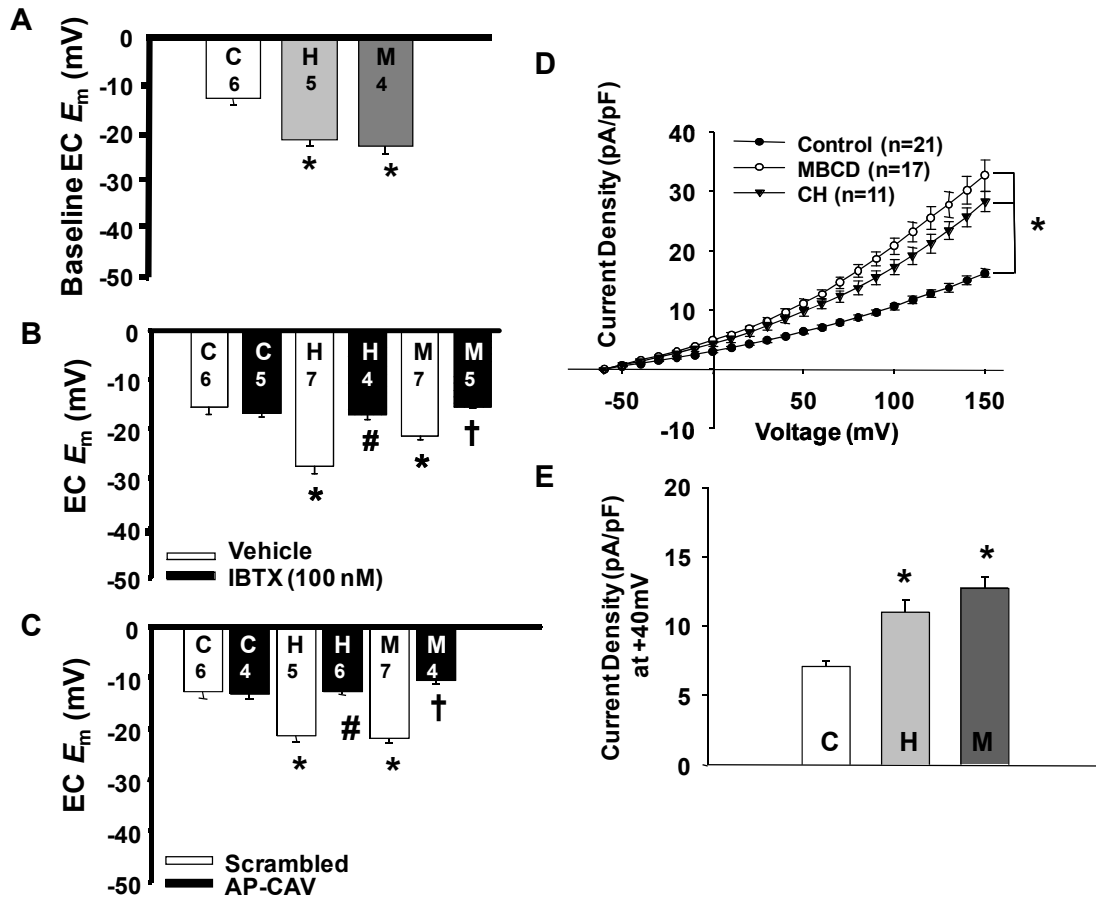 A
Baseline EC Em (mV)
0
-10
-20
-30
-40
-50
C H M
6 5 4
* *
B
EC Em (mV)
0
-10
-20
-30
-40
-50
C C H H M M
6 5 7 4 7 5
* # * †
Vehicle
IBTX (100 nM)
C
EC Em (mV)
0
-10
-20
-30
-40
-50
C C H H M M
6 4 5 6 7 4
* # * †
Scrambled
AP-CAV
D
Current Density (pA/pF)
40
30
20
10
-10
Control (n=21)
MBCD (n=17)
CH (n=11)
*
-50 50 100 150
Voltage (mV)
E
Current Density (pA/pF)
at +40mV
20
15
10
5
0
* *
C H M